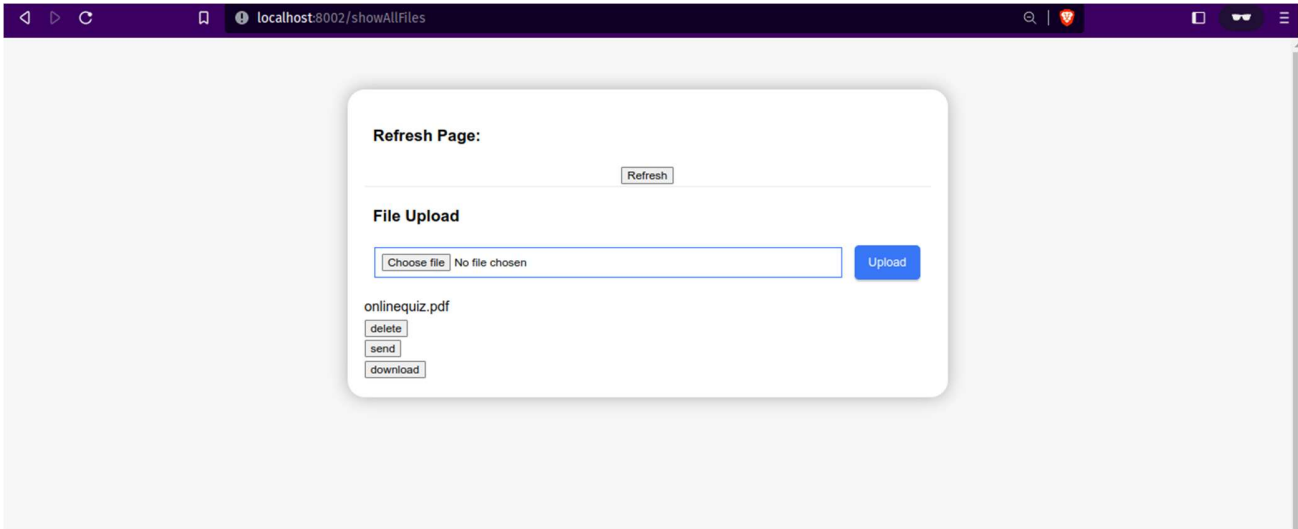 localhost:8002/showAllFiles
Refresh Page:
Refresh
File Upload
Choose file No file chosen
Upload
onlinequiz.pdf
delete
send
download